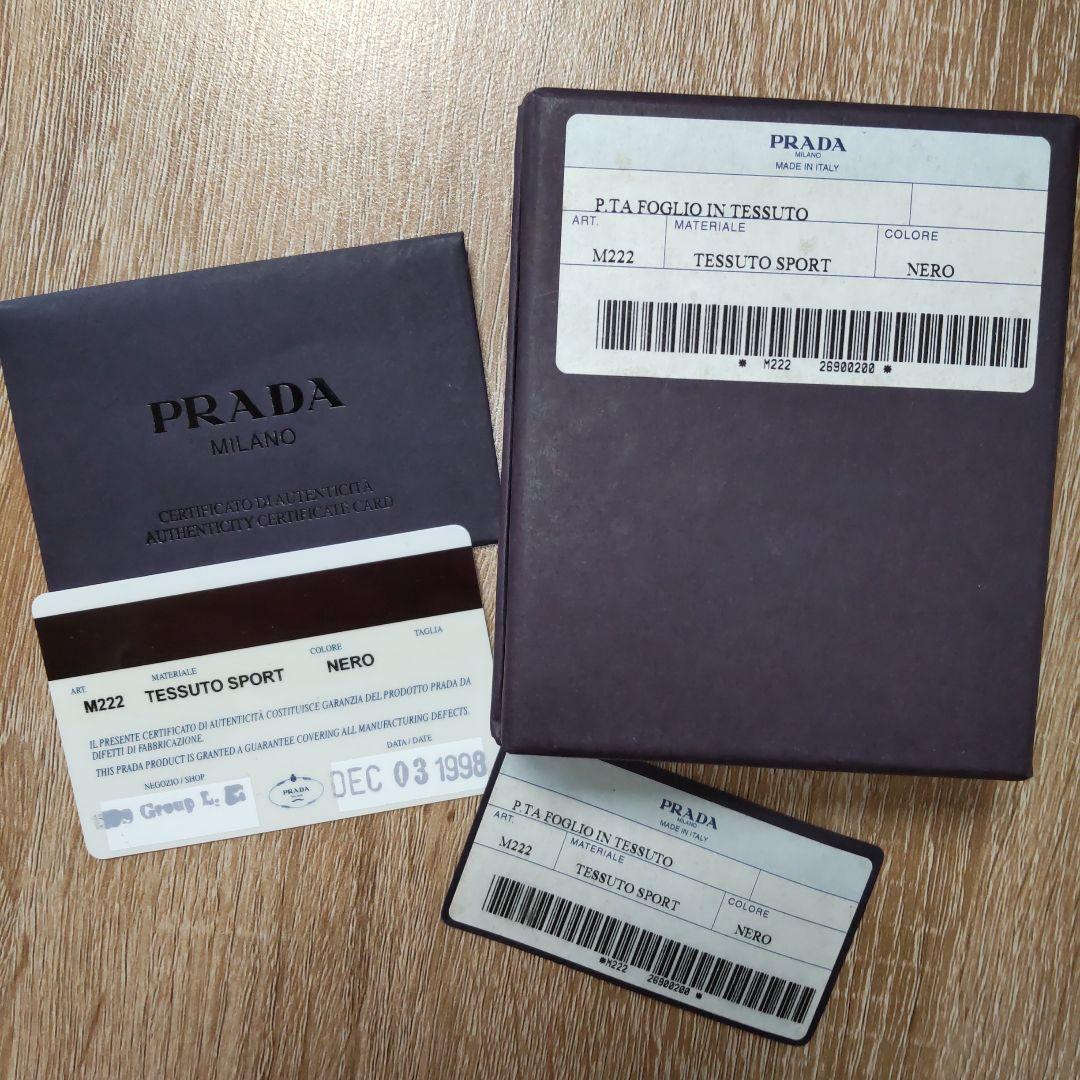 PRADA
MILANO
MADE IN ITALY
P.TA FOGLIO IN TESSUTO
ART. MATERIALE COLORE
M222 TESSUTO SPORT NERO
* M222 26900200 *
PRADA
MILANO
CERTIFICATO DI AUTENTICITÀ
AUTHENTICITY CERTIFICATE CARD
ART. MATERIALE COLORE TAGLIA
M222 TESSUTO SPORT NERO
IL PRESENTE CERTIFICATO DI AUTENTICITÀ COSTITUISCE GARANZIA DEL PRODOTTO PRADA DA
DIFETTI DI FABBRICAZIONE.
THIS PRADA PRODUCT IS GRANTED A GUARANTEE COVERING ALL MANUFACTURING DEFECTS.
NEGOZIO / SHOP DATA / DATE
Group PRADA DEC 03 1998
PRADA
MILANO
MADE IN ITALY
P.TA FOGLIO IN TESSUTO
ART. MATERIALE COLORE
M222 TESSUTO SPORT NERO
*M222 26900200 *